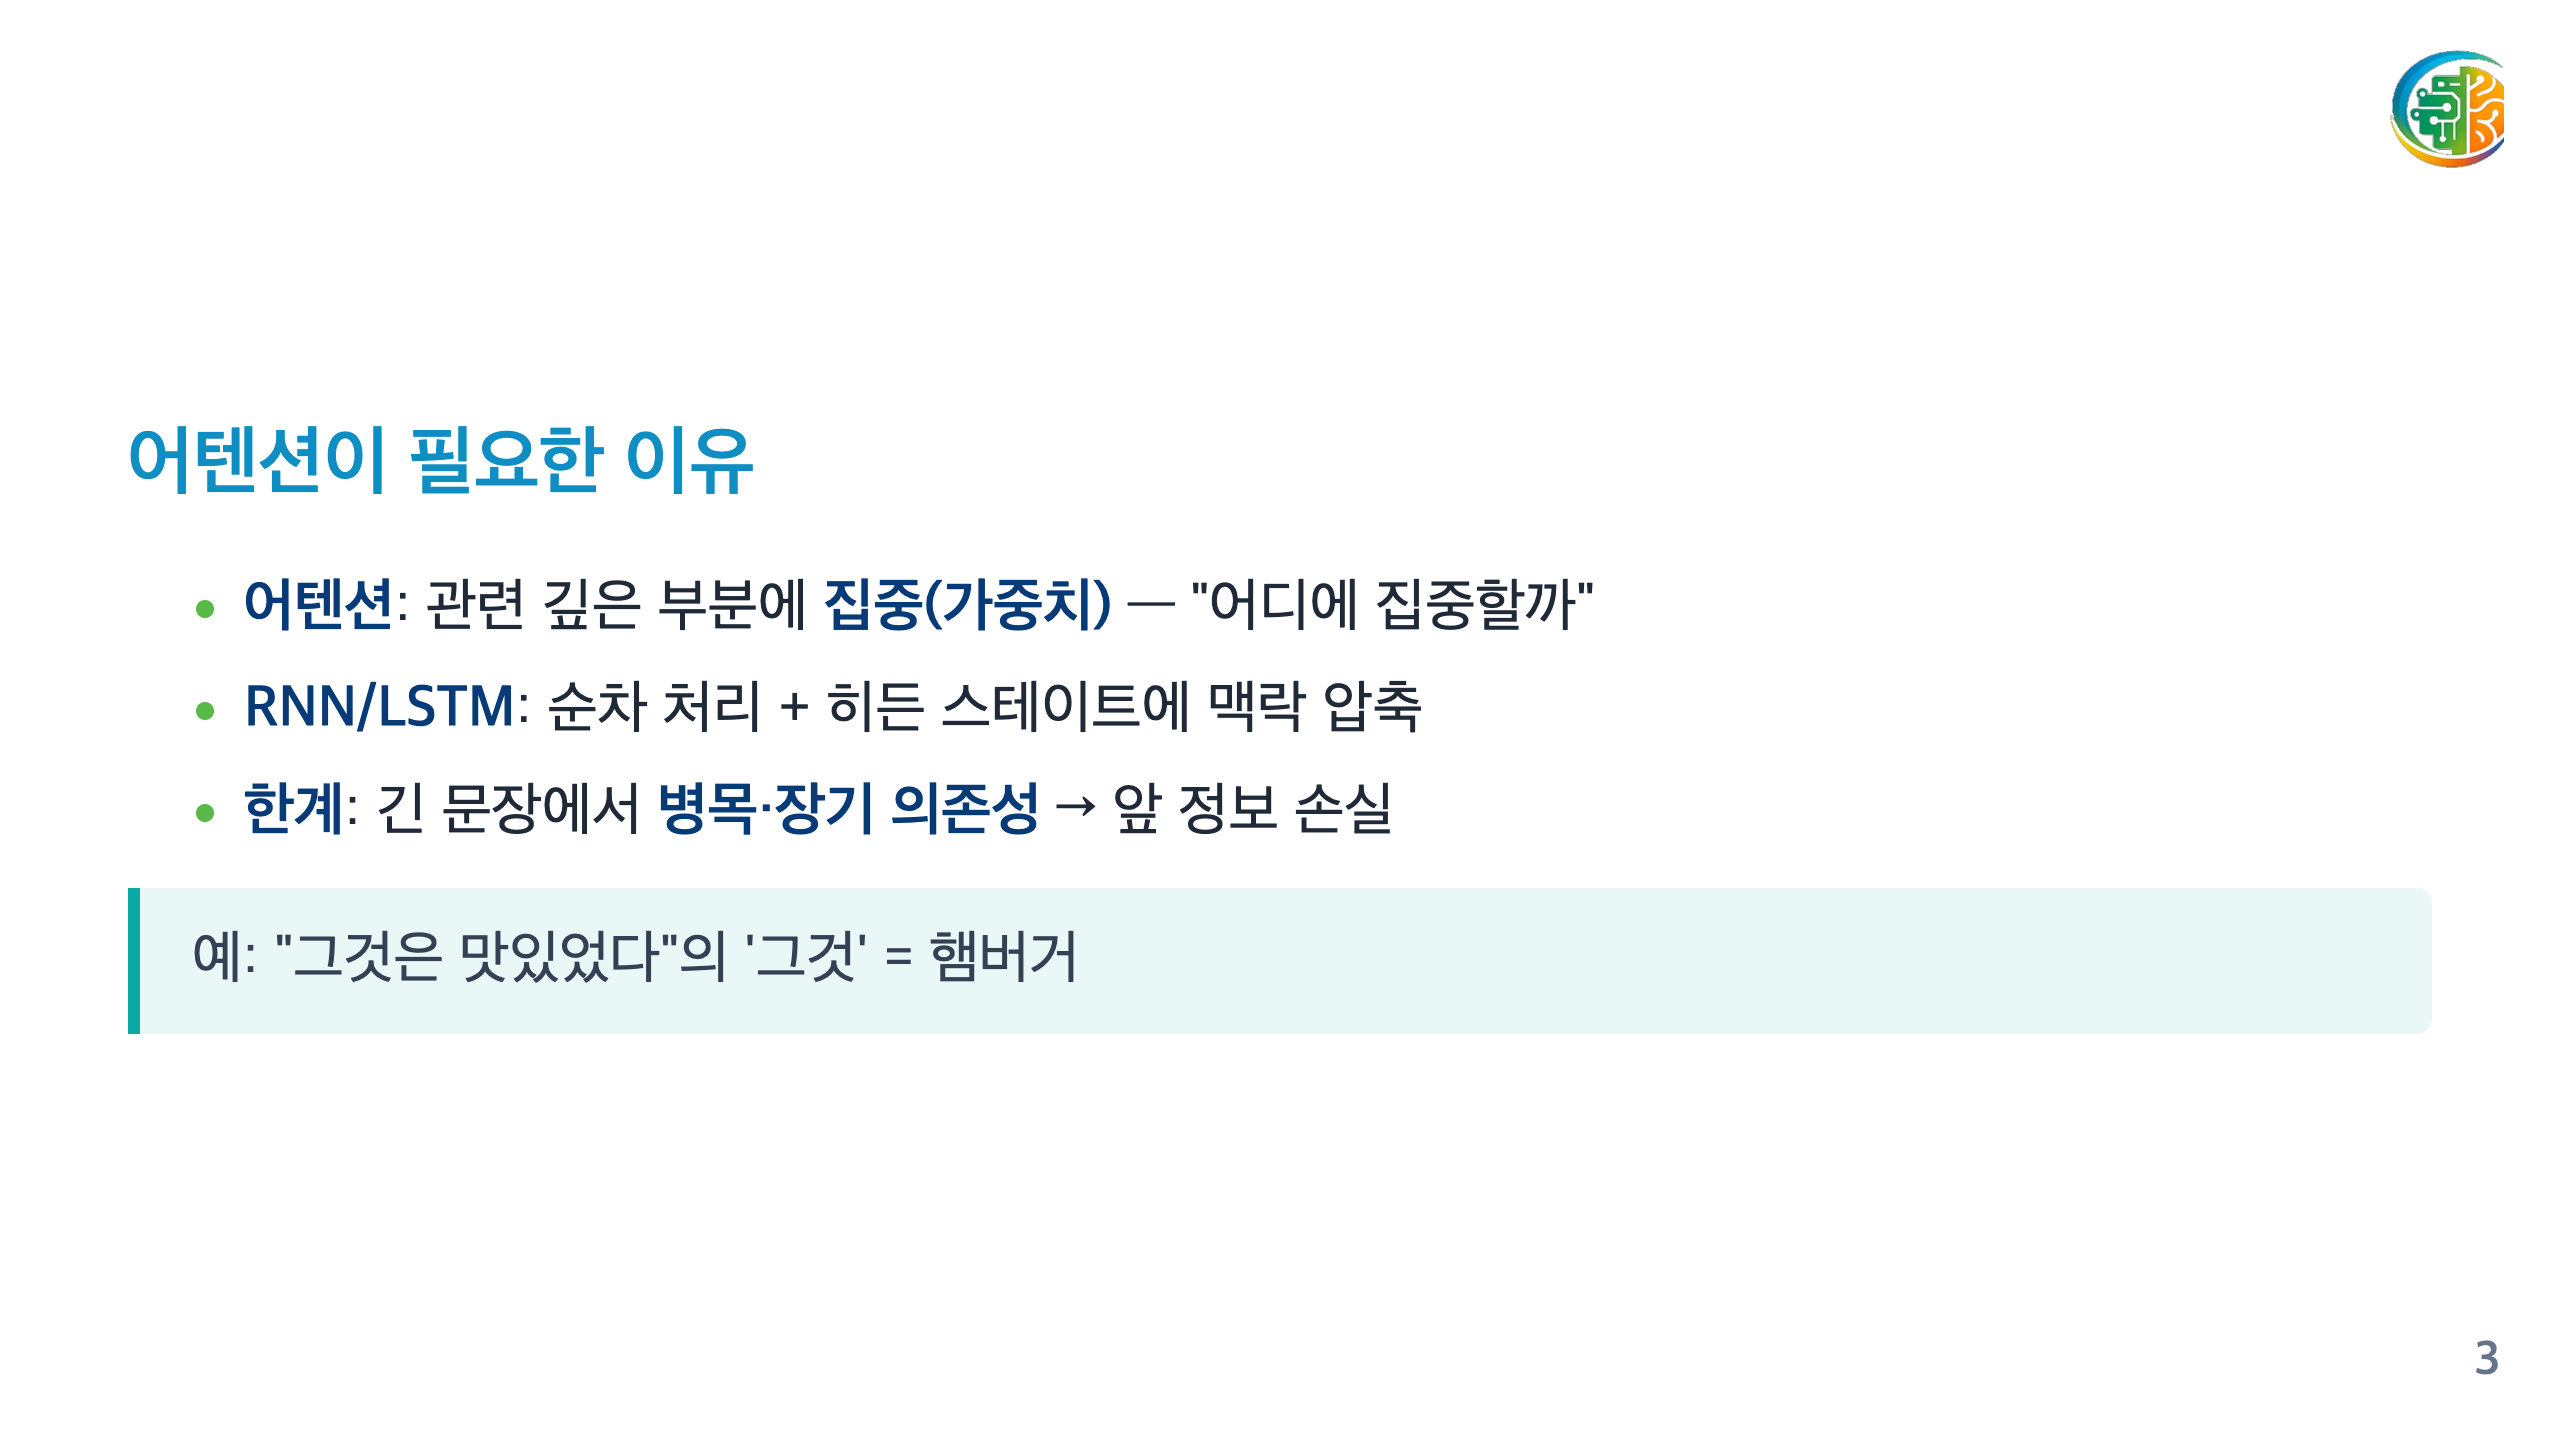 어텐션이 필요한 이유
어텐션: 관련 깊은 부분에 집중(가중치) — "어디에 집중할까"
RNN/LSTM: 순차 처리 + 히든 스테이트에 맥락 압축
한계: 긴 문장에서 병목·장기 의존성 → 앞 정보 손실
예: "그것은 맛있었다"의 '그것' = 햄버거
3